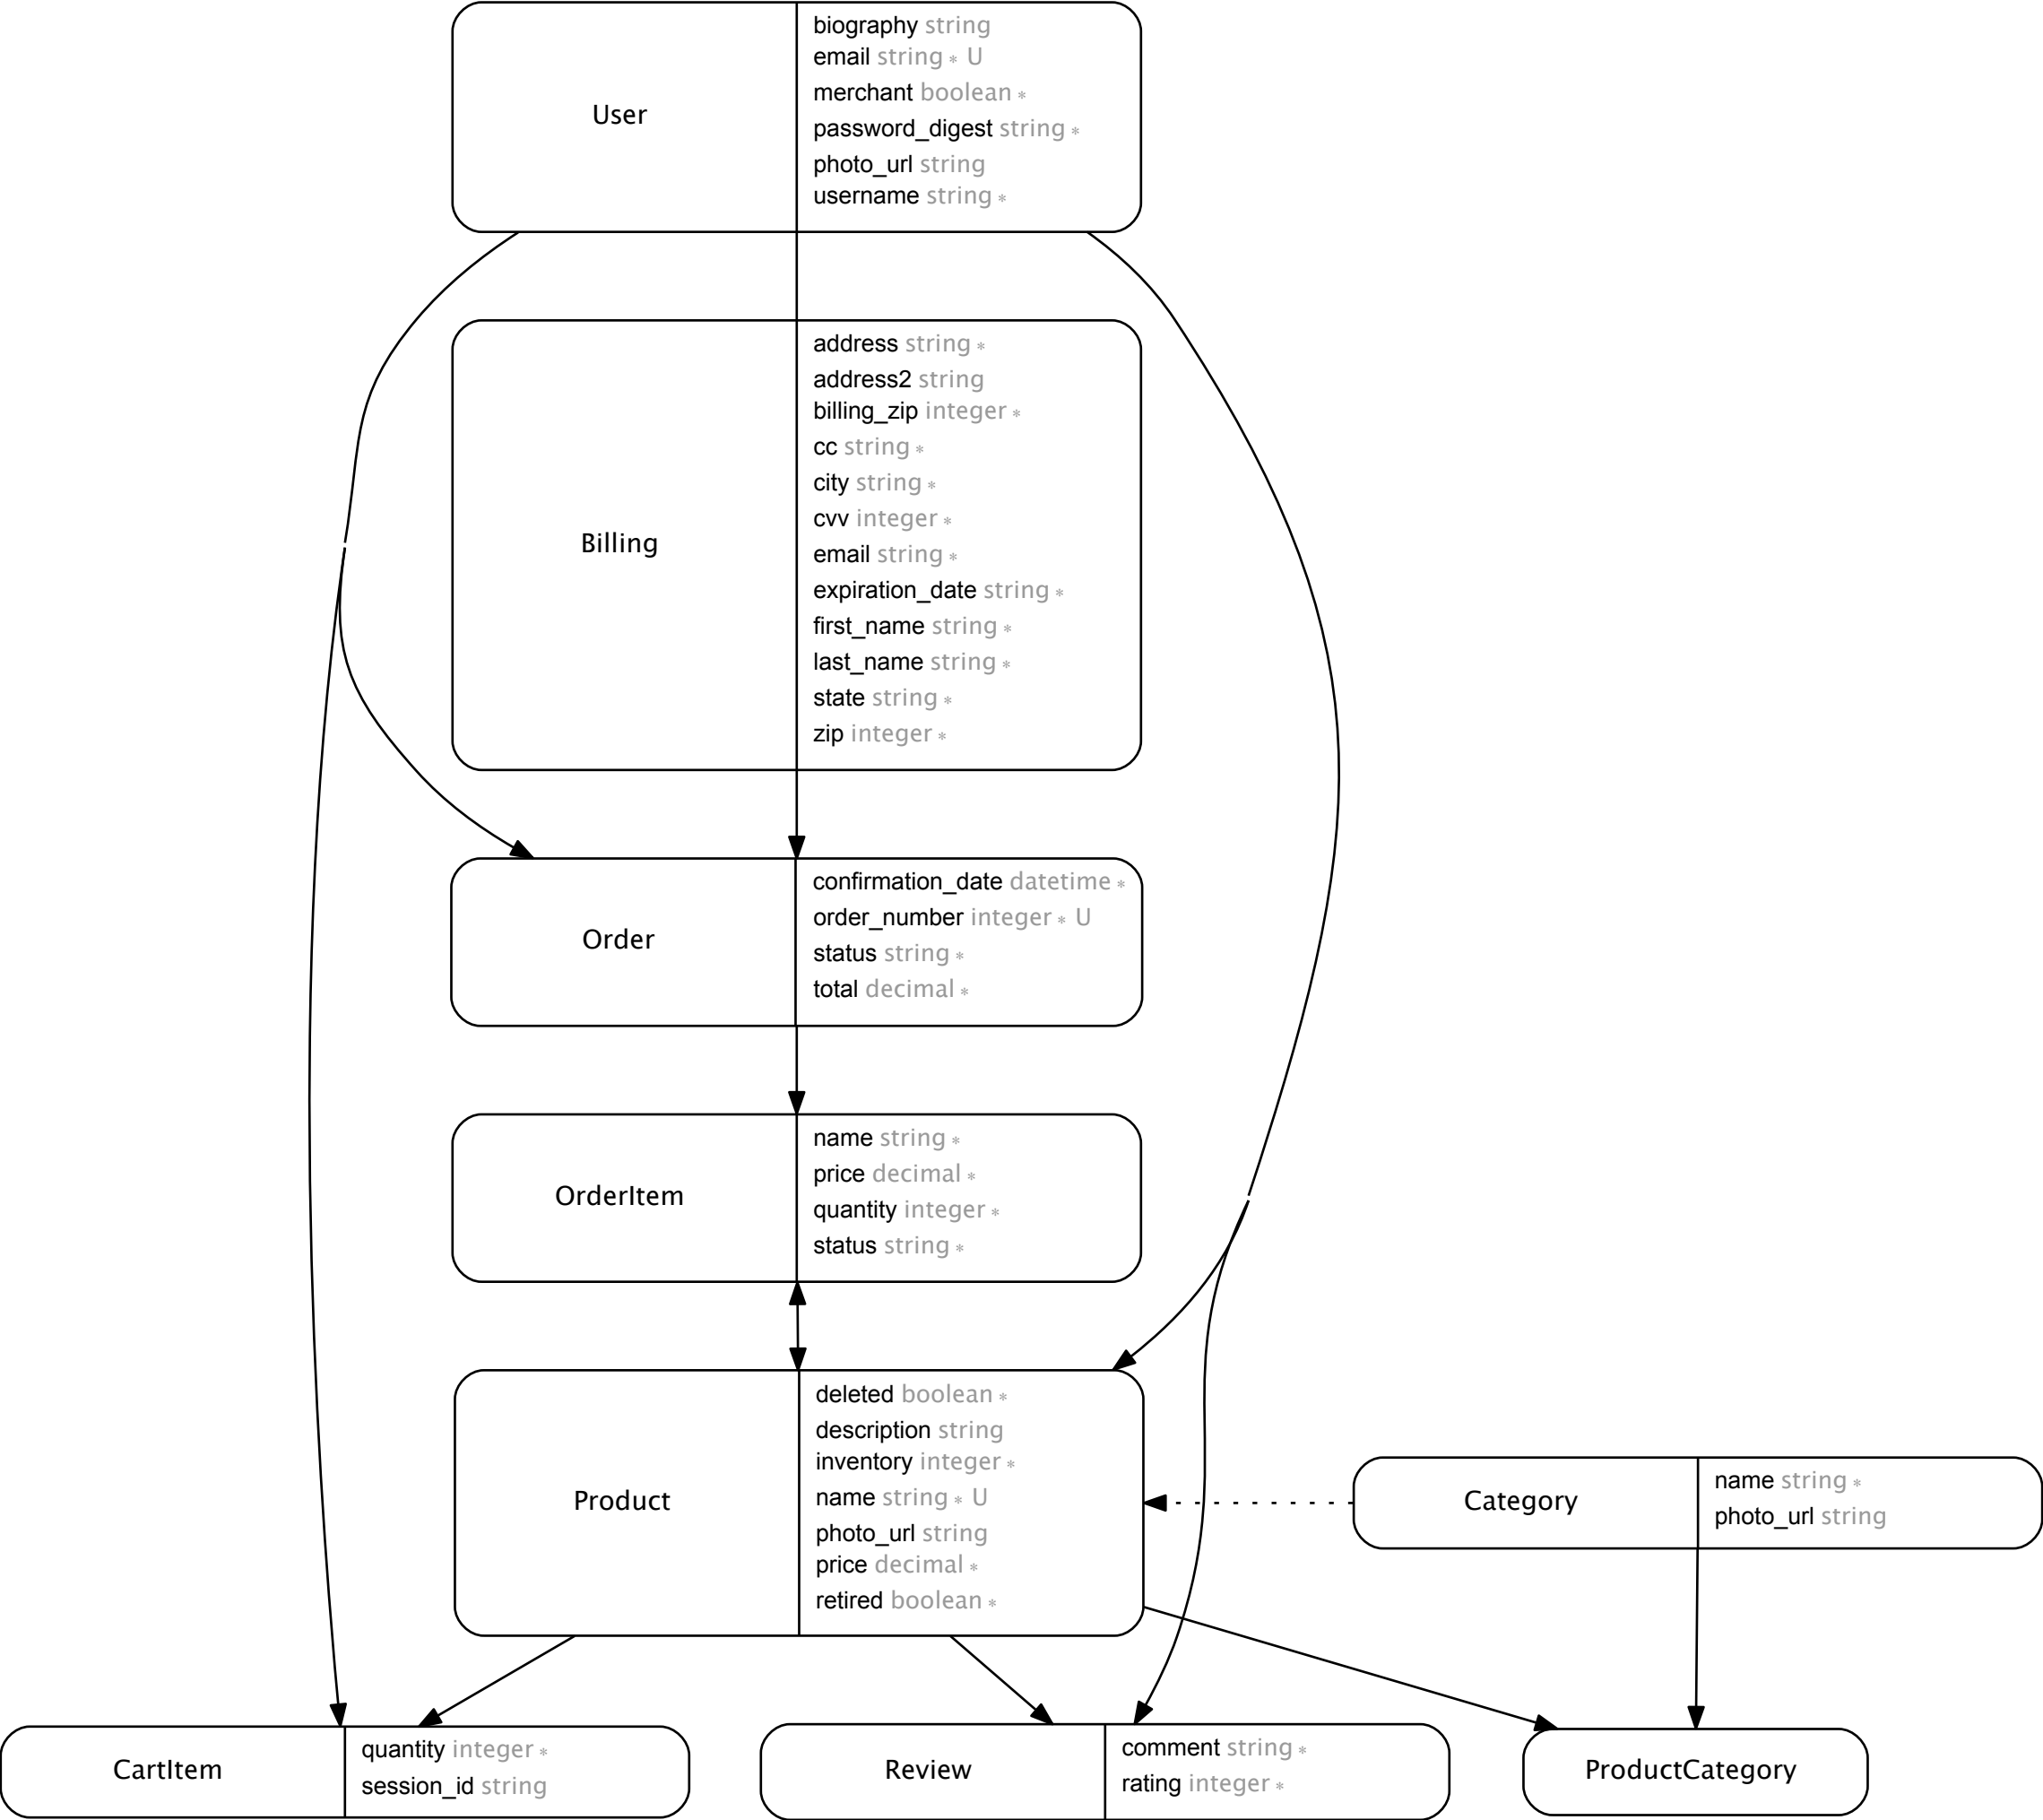 User
biography string
email string * U
merchant boolean *
password_digest string *
photo_url string
username string *
Billing
address string *
address2 string
billing_zip integer *
cc string *
city string *
cvv integer *
email string *
expiration_date string *
first_name string *
last_name string *
state string *
zip integer *
Order
confirmation_date datetime *
order_number integer * U
status string *
total decimal *
OrderItem
name string *
price decimal *
quantity integer *
status string *
Product
deleted boolean *
description string
inventory integer *
name string * U
photo_url string
price decimal *
retired boolean *
Category
name string *
photo_url string
CartItem
quantity integer *
session_id string
Review
comment string *
rating integer *
ProductCategory